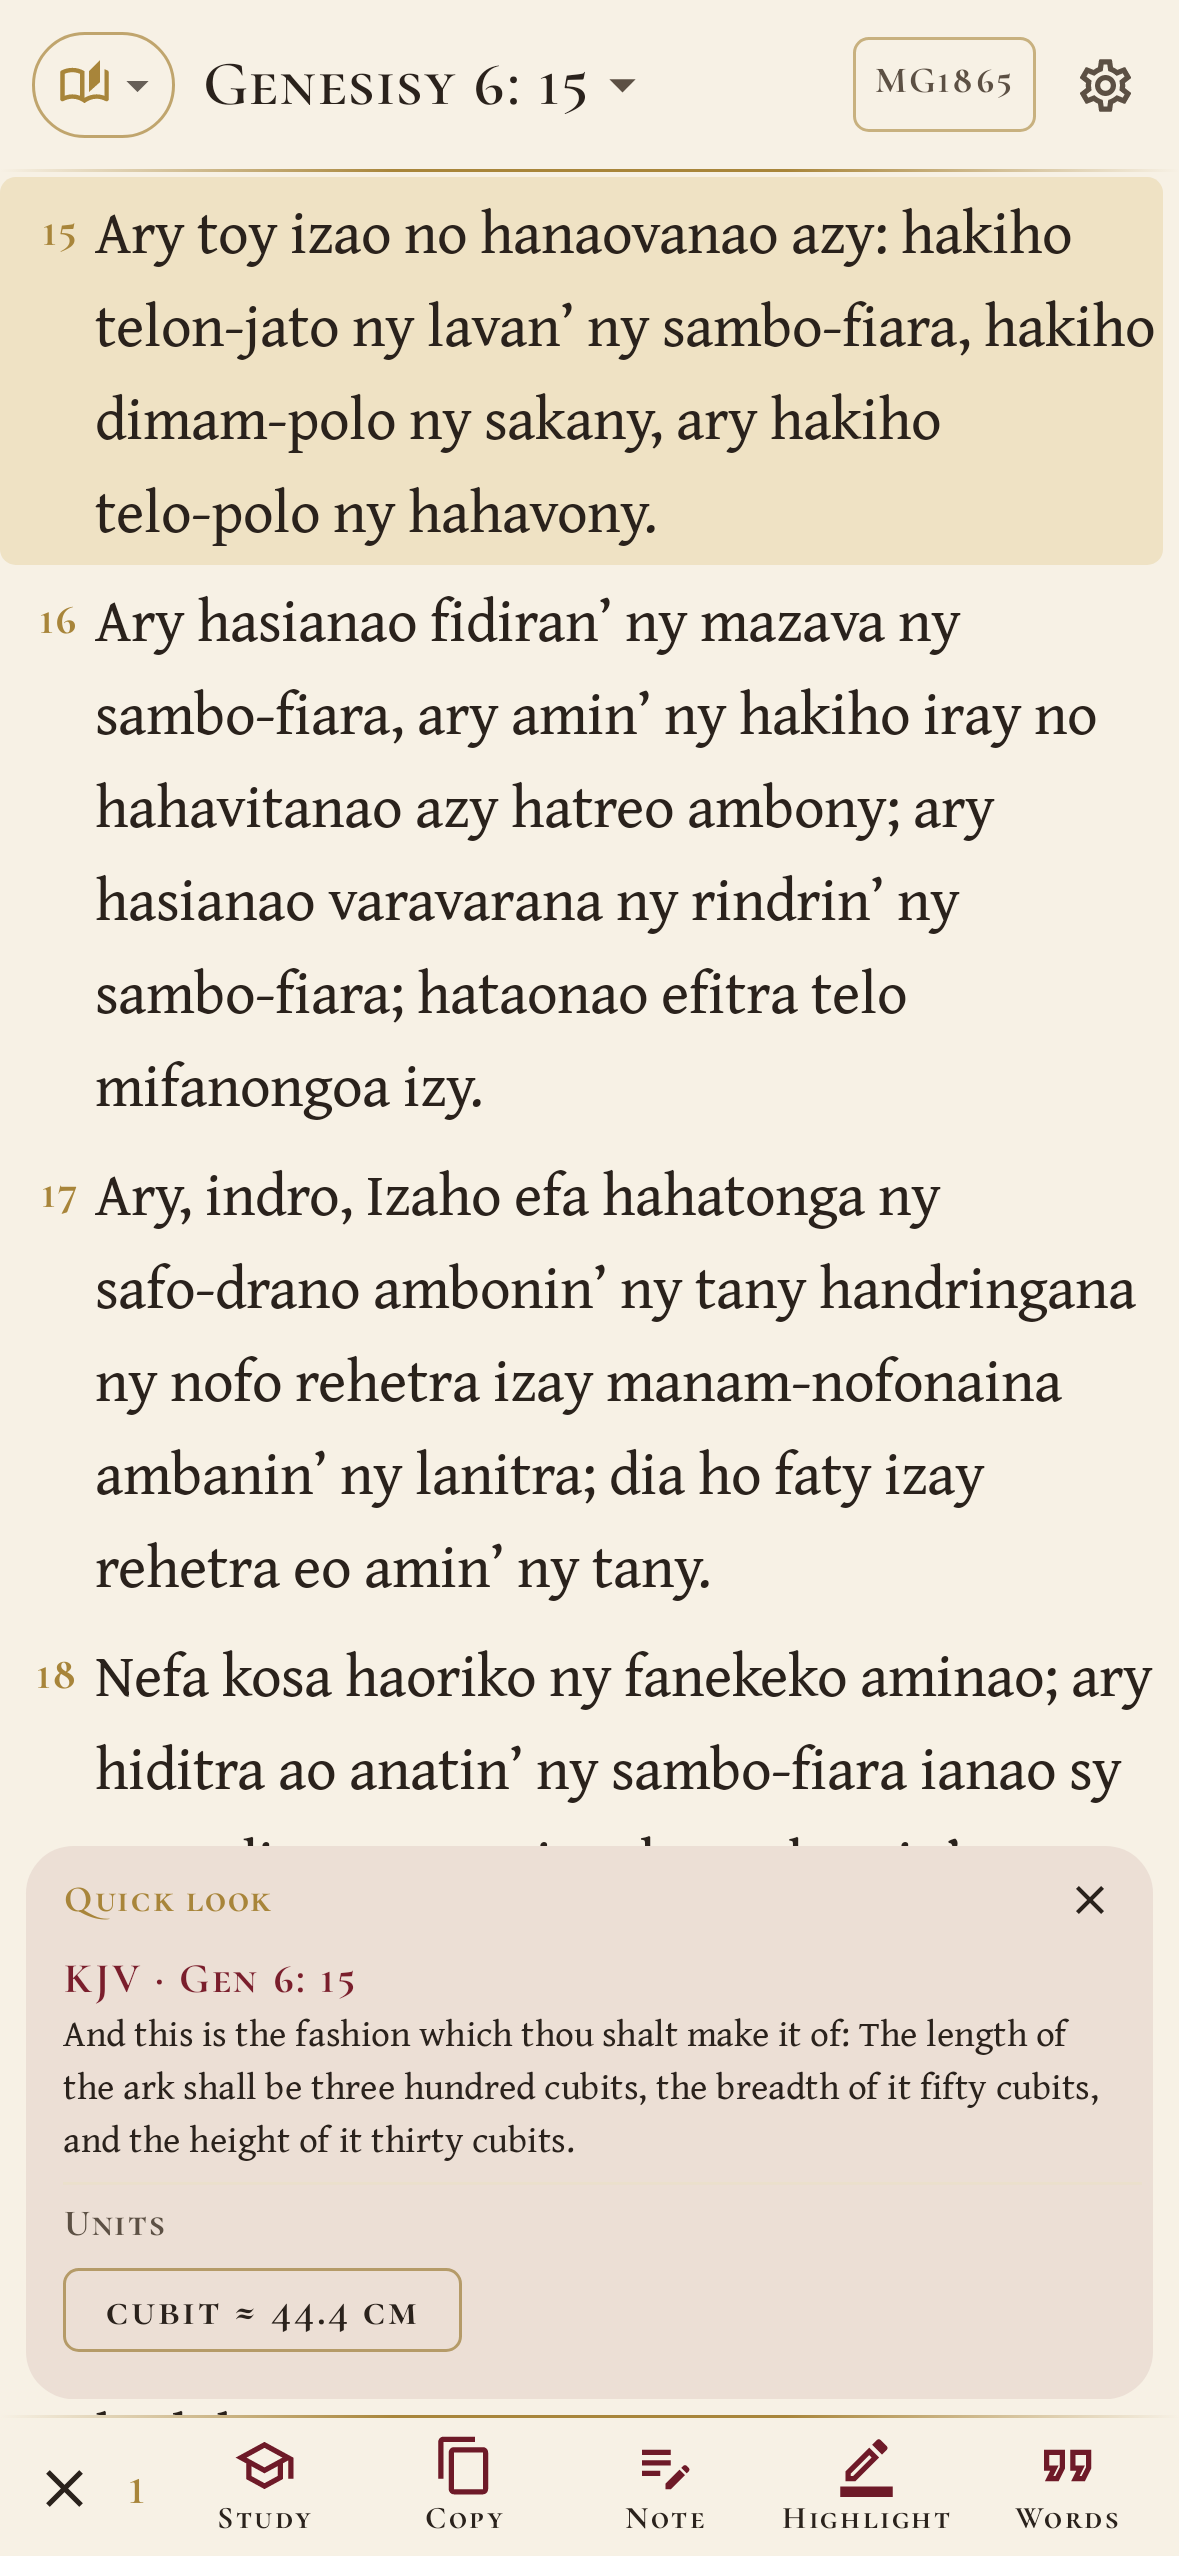 Genesisy 6: 15
MG1865
15 Ary toy izao no hanaovanao azy: hakiho
telon-jato ny lavan’ ny sambo-fiara, hakiho
dimam-polo ny sakany, ary hakiho
telo-polo ny hahavony.
16 Ary hasianao fidiran’ ny mazava ny
sambo-fiara, ary amin’ ny hakiho iray no
hahavitanao azy hatreo ambony; ary
hasianao varavarana ny rindrin’ ny
sambo-fiara; hataonao efitra telo
mifanongoa izy.
17 Ary, indro, Izaho efa hahatonga ny
safo-drano ambonin’ ny tany handringana
ny nofo rehetra izay manam-nofonaina
ambanin’ ny lanitra; dia ho faty izay
rehetra eo amin’ ny tany.
18 Nefa kosa haoriko ny fanekeko aminao; ary
hiditra ao anatin’ ny sambo-fiara ianao sy
Quick look
KJV · Gen 6: 15
And this is the fashion which thou shalt make it of: The length of
the ark shall be three hundred cubits, the breadth of it fifty cubits,
and the height of it thirty cubits.
Units
cubit ≈ 44.4 cm
1
Study
Copy
Note
Highlight
Words